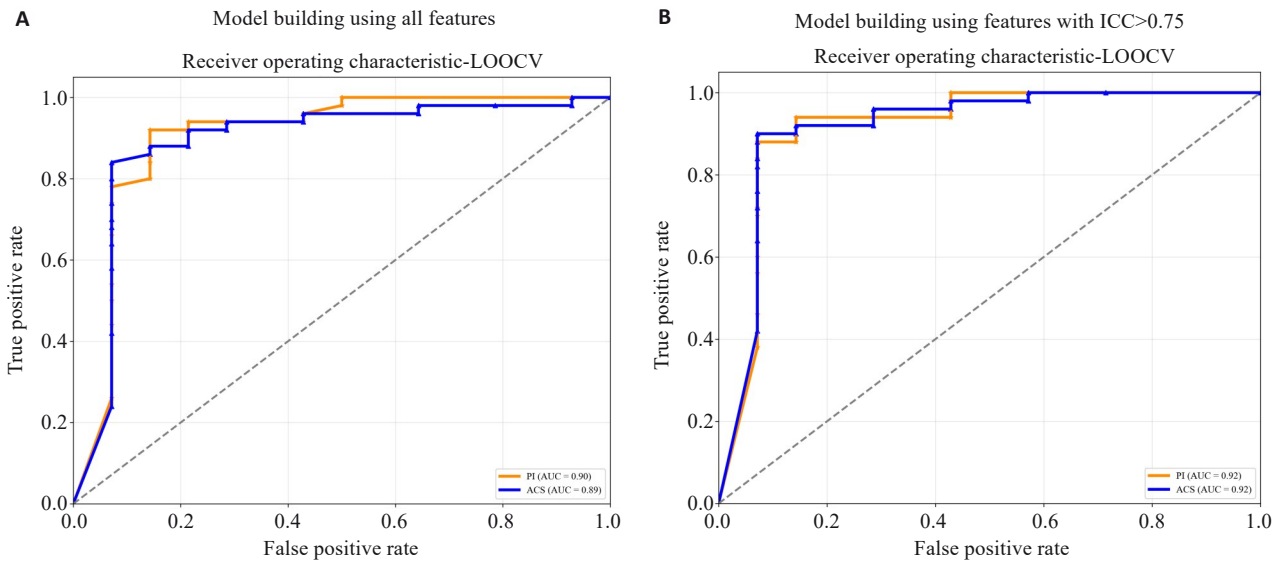 A
Model building using all features
Receiver operating characteristic-LOOCV
True positive rate
1.0
0.8
0.6
0.4
0.2
0.0
PI (AUC = 0.90)
ACS (AUC = 0.89)
0.0 0.2 0.4 0.6 0.8 1.0
False positive rate
B
Model building using features with ICC>0.75
Receiver operating characteristic-LOOCV
True positive rate
1.0
0.8
0.6
0.4
0.2
0.0
PI (AUC = 0.92)
ACS (AUC = 0.92)
0.0 0.2 0.4 0.6 0.8 1.0
False positive rate